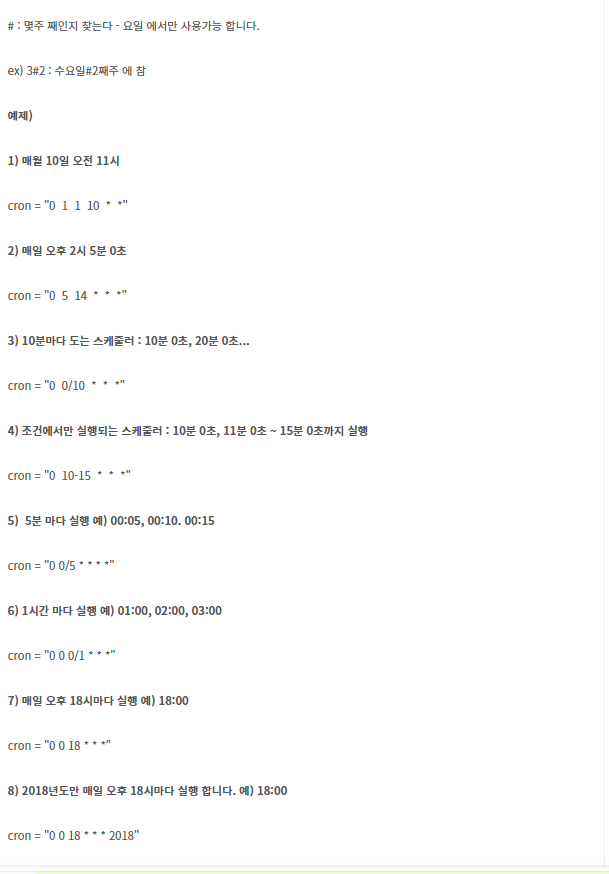 # : 몇주 째인지 찾는다 - 요일 에서만 사용가능 합니다.
ex) 3#2 : 수요일#2째주 에 참
예제)
1) 매월 10일 오전 11시
cron = "0  1  1  10  *  *"
2) 매일 오후 2시 5분 0초
cron = "0  5  14  *  *  *"
3) 10분마다 도는 스케줄러 : 10분 0초, 20분 0초...
cron = "0  0/10  *  *  *"
4) 조건에서만 실행되는 스케줄러 : 10분 0초, 11분 0초 ~ 15분 0초까지 실행
cron = "0  10-15  *  *  *"
5)  5분 마다 실행 예) 00:05, 00:10. 00:15
cron = "0 0/5 * * * *"
6) 1시간 마다 실행 예) 01:00, 02:00, 03:00
cron = "0 0 0/1 * * *"
7) 매일 오후 18시마다 실행 예) 18:00
cron = "0 0 18 * * *"
8) 2018년도만 매일 오후 18시마다 실행 합니다. 예) 18:00
cron = "0 0 18 * * * 2018"